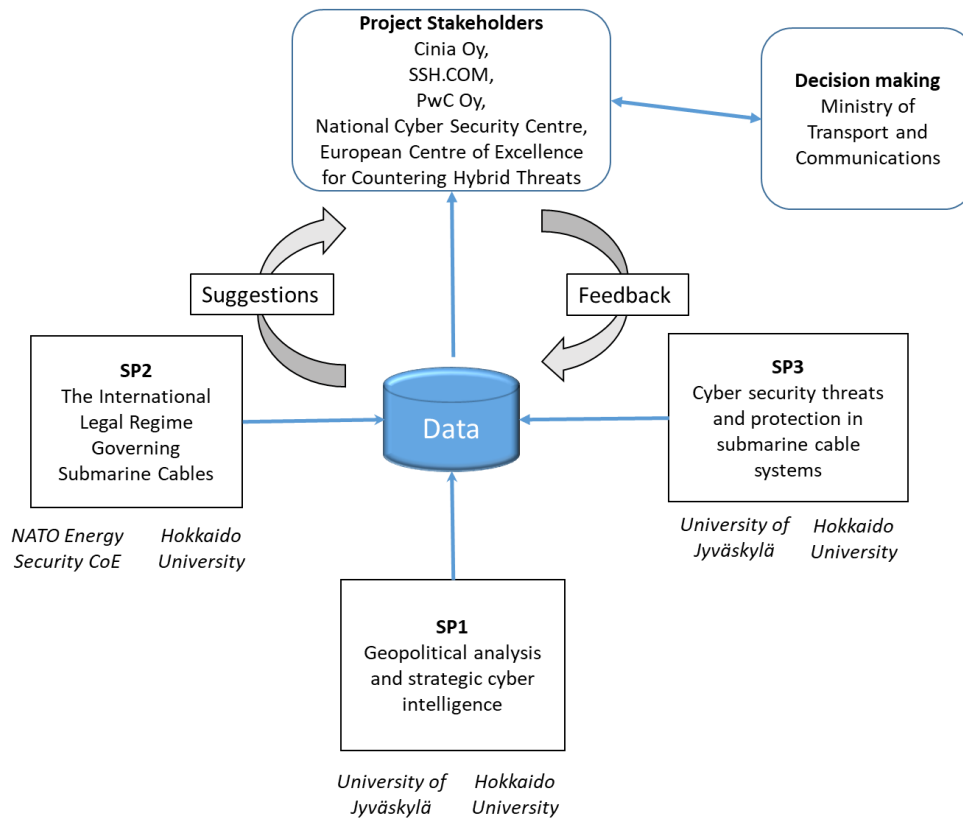 Project Stakeholders
Cinia Oy,
SSH.COM,
PwC Oy,
National Cyber Security Centre,
European Centre of Excellence
for Countering Hybrid Threats
Decision making
Ministry of
Transport and
Communications
Suggestions
Feedback
SP2
The International
Legal Regime
Governing
Submarine Cables
Data
SP3
Cyber security threats
and protection in
submarine cable
systems
NATO Energy
Security CoE
Hokkaido
University
University of
Jyväskylä
Hokkaido
University
SP1
Geopolitical analysis
and strategic cyber
intelligence
University of
Jyväskylä
Hokkaido
University